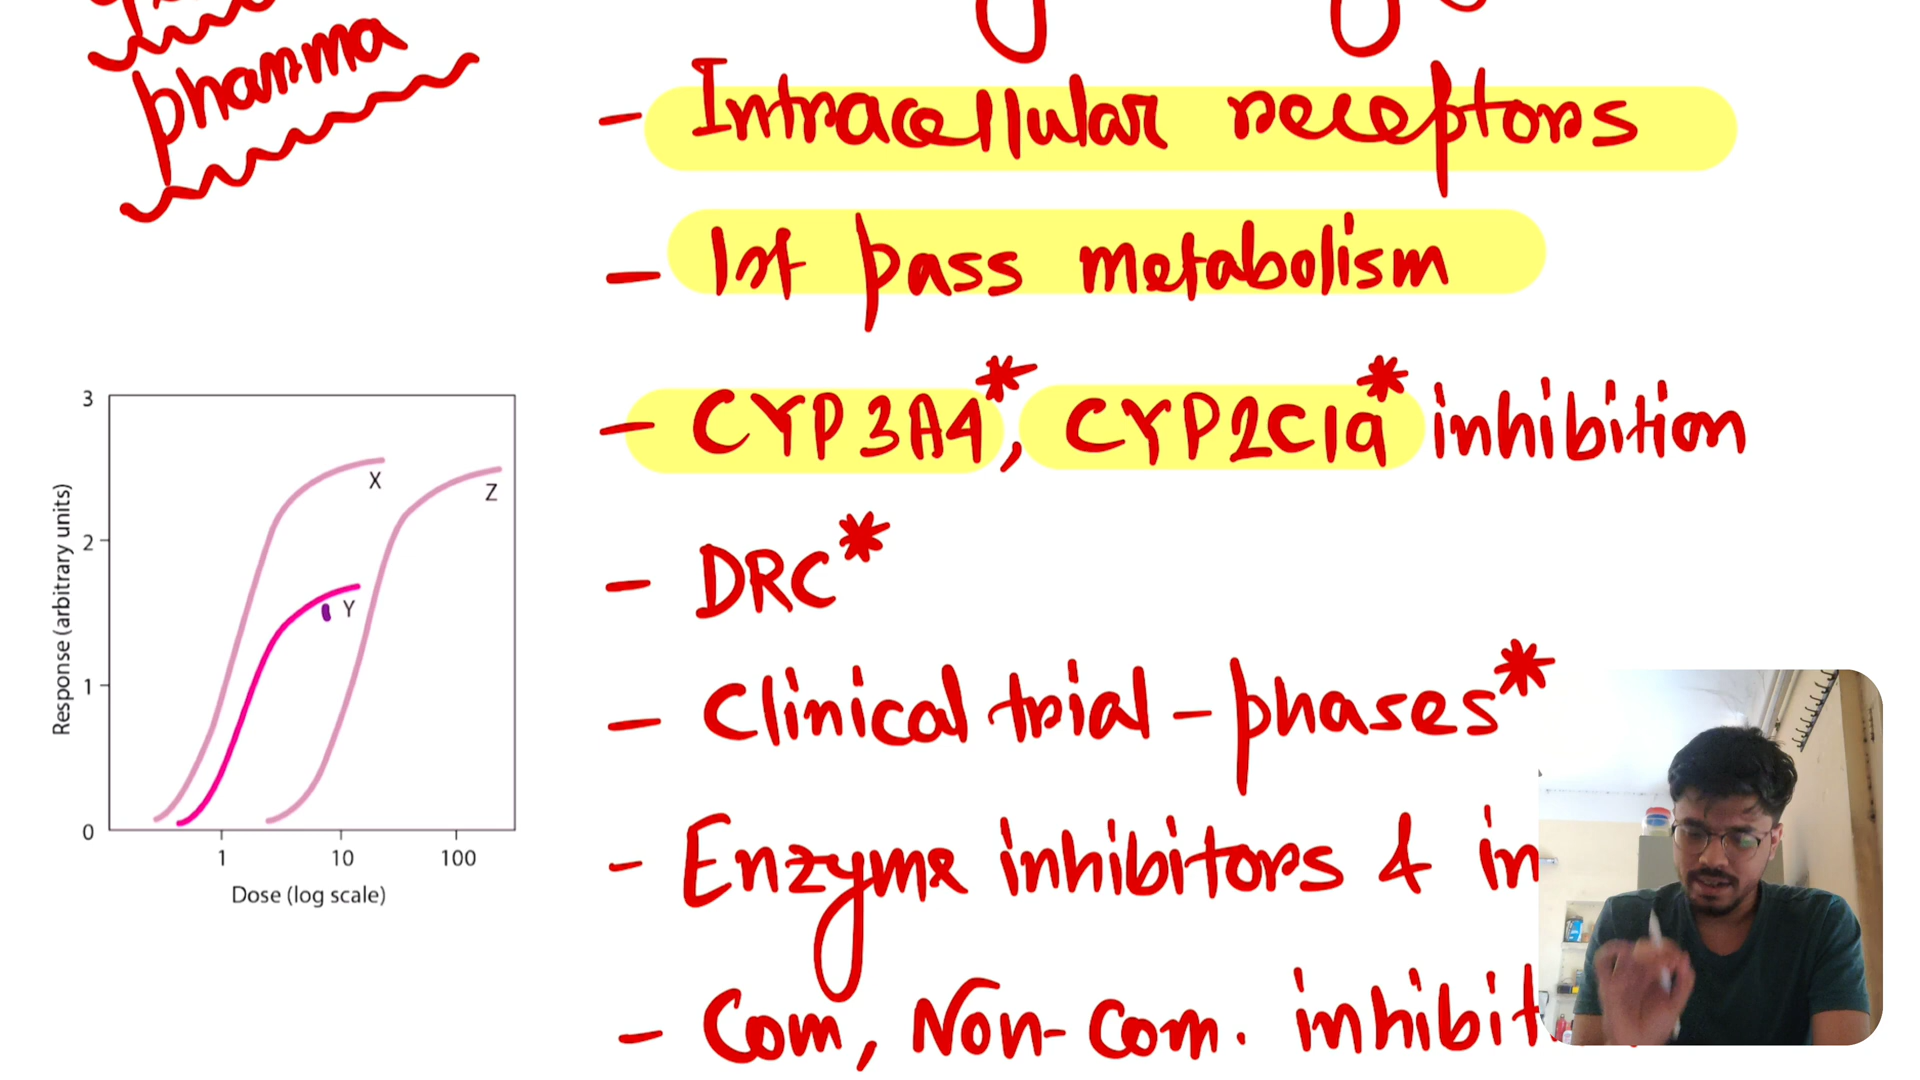 phamma
- Intracellular receptors
- 1st pass metabolism
- CYP3A4*, CYP2C19* inhibition
- DRC*
- Clinical trial - phases*
- Enzyme inhibitors & in
- Com, Non-com. inhibit
3
2
1
0
X
Z
Y
1 10 100
Response (arbitrary units)
Dose (log scale)